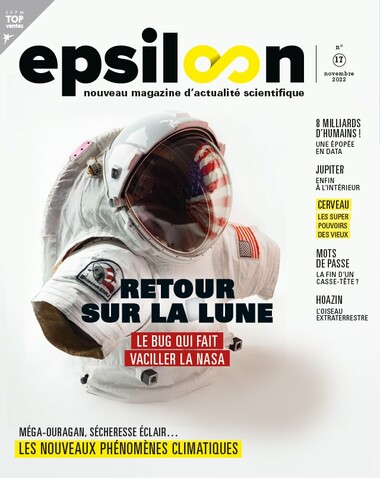 SEPM
TOP
ventes
epsiloon
n°
17
novembre
2022
nouveau magazine d'actualité scientifique
8 MILLIARDS
D'HUMAINS !
UNE ÉPOPÉE
EN DATA
JUPITER
ENFIN
À L'INTÉRIEUR
CERVEAU
LES SUPER
POUVOIRS
DES VIEUX
MOTS
DE PASSE
LA FIN D'UN
CASSE-TÊTE ?
HOAZIN
L'OISEAU
EXTRATERRESTRE
RETOUR
SUR LA LUNE
LE BUG QUI FAIT
VACILLER LA NASA
MÉGA-OURAGAN, SÉCHERESSE ÉCLAIR...
LES NOUVEAUX PHÉNOMÈNES CLIMATIQUES